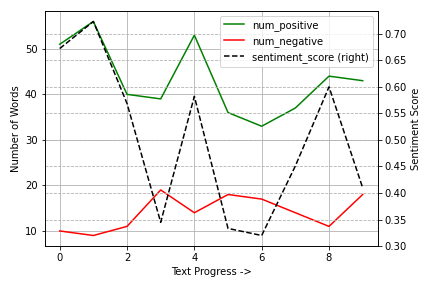 num_positive
num_negative
sentiment_score (right)
50
40
30
20
10
0.70
0.65
0.60
0.55
0.50
0.45
0.40
0.35
0.30
0 2 4 6 8
Number of Words
Sentiment Score
Text Progress ->